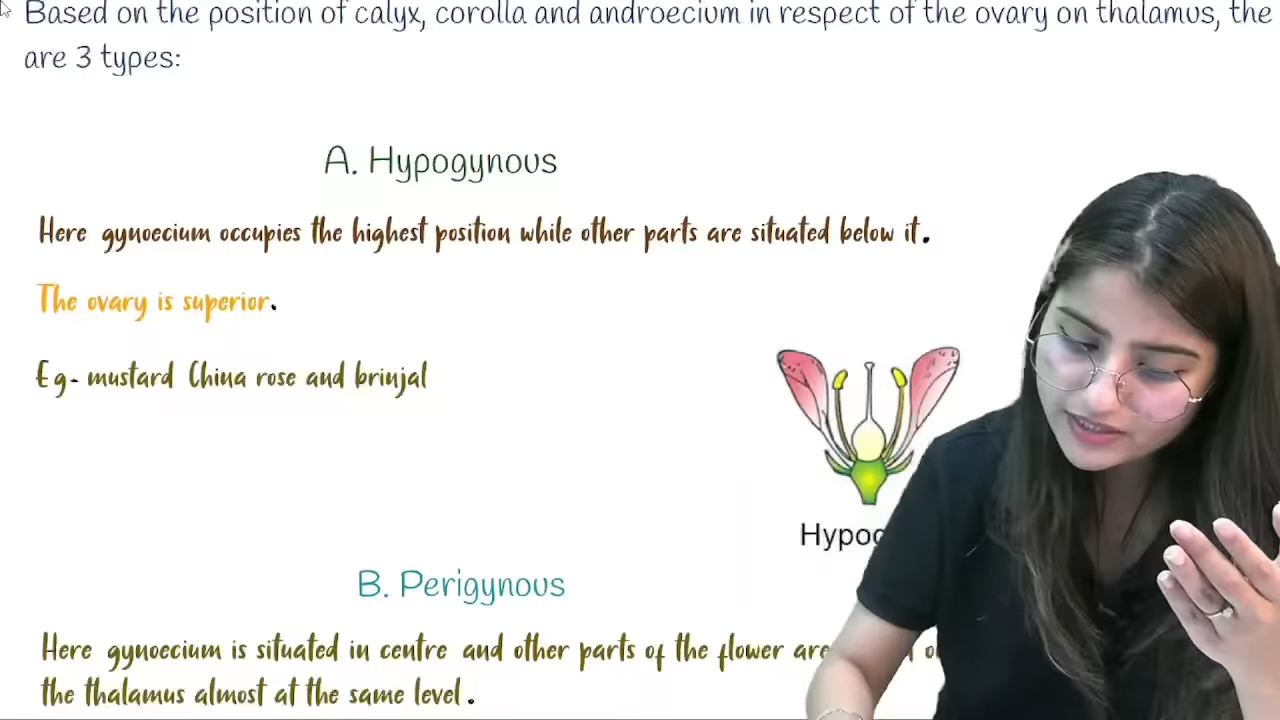 Based on the position of calyx, corolla and androecium in respect of the ovary on thalamus, the
are 3 types:
A. Hypogynous
Here gynoecium occupies the highest position while other parts are situated below it.
The ovary is superior.
Eg- mustard China rose and brinjal
Hypo
B. Perigynous
Here gynoecium is situated in centre and other parts of the flower are
the thalamus almost at the same level.